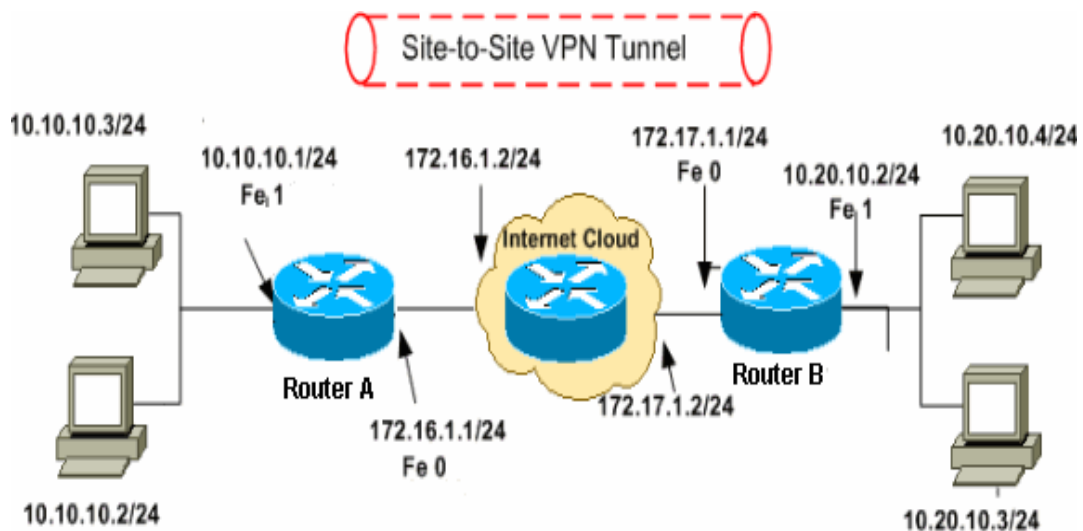 Site-to-Site VPN Tunnel
10.10.10.3/24
10.10.10.1/24
Fe 1
172.16.1.2/24
172.17.1.1/24
Fe 0
10.20.10.2/24
Fe 1
10.20.10.4/24
Internet Cloud
Router A
Router B
172.16.1.1/24
Fe 0
172.17.1.2/24
10.10.10.2/24
10.20.10.3/24